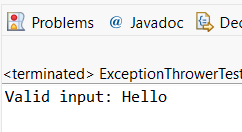 Problems @ Javadoc
<terminated> ExceptionThrowerTest
Valid input: Hello